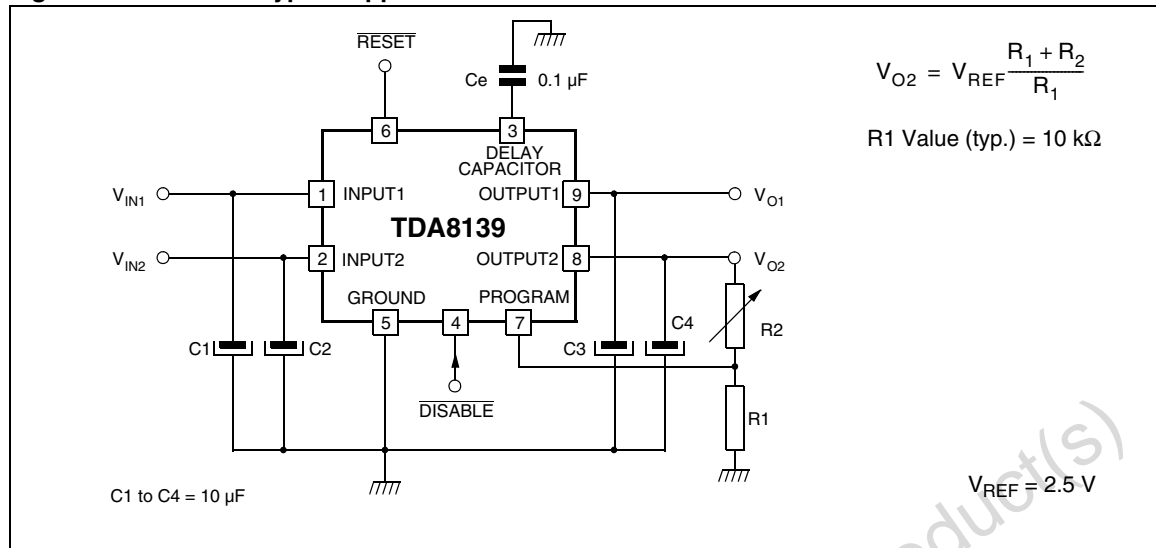 RESET
Ce 0.1 µF
6
3
DELAY
CAPACITOR
V_IN1 1 INPUT1 OUTPUT1 9 V_O1
TDA8139
V_IN2 2 INPUT2 OUTPUT2 8 V_O2
GROUND PROGRAM
5 4 7
C1 C2 C3 C4 R2
DISABLE
R1
C1 to C4 = 10 µF
V_O2 = V_REF (R_1 + R_2) / R_1
R1 Value (typ.) = 10 kΩ
V_REF = 2.5 V